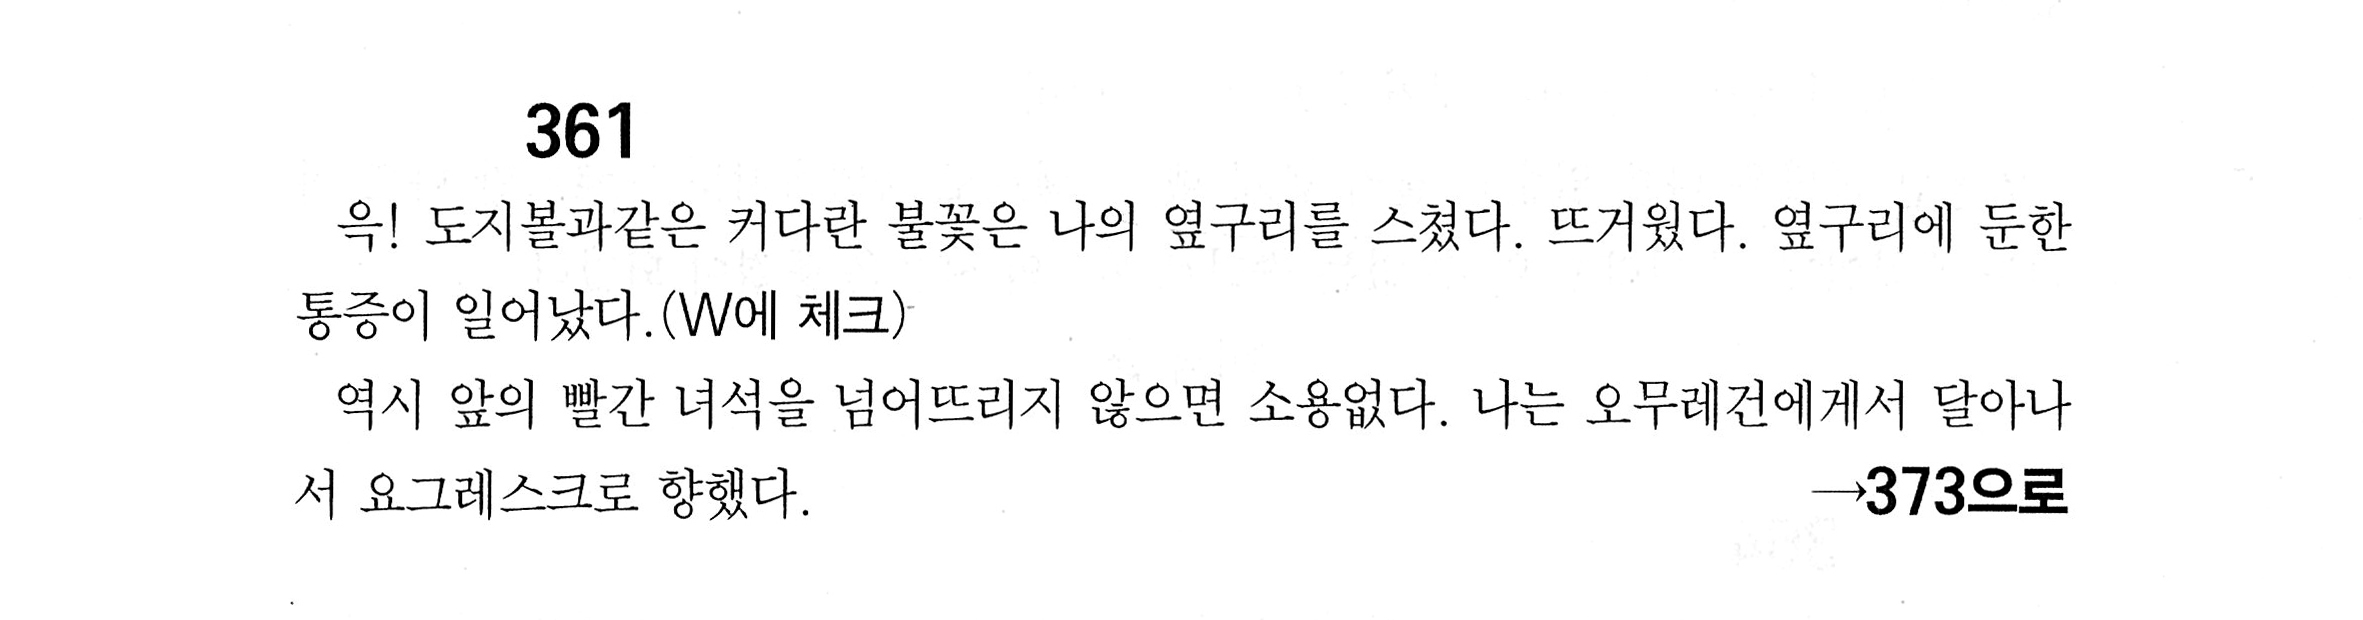 361
윽! 도지볼과같은 커다란 불꽃은 나의 옆구리를 스쳤다. 뜨거웠다. 옆구리에 둔한
통증이 일어났다.(W에 체크)
역시 앞의 빨간 녀석을 넘어뜨리지 않으면 소용없다. 나는 오무레건에게서 달아나
서 요그레스크로 향했다. →373으로